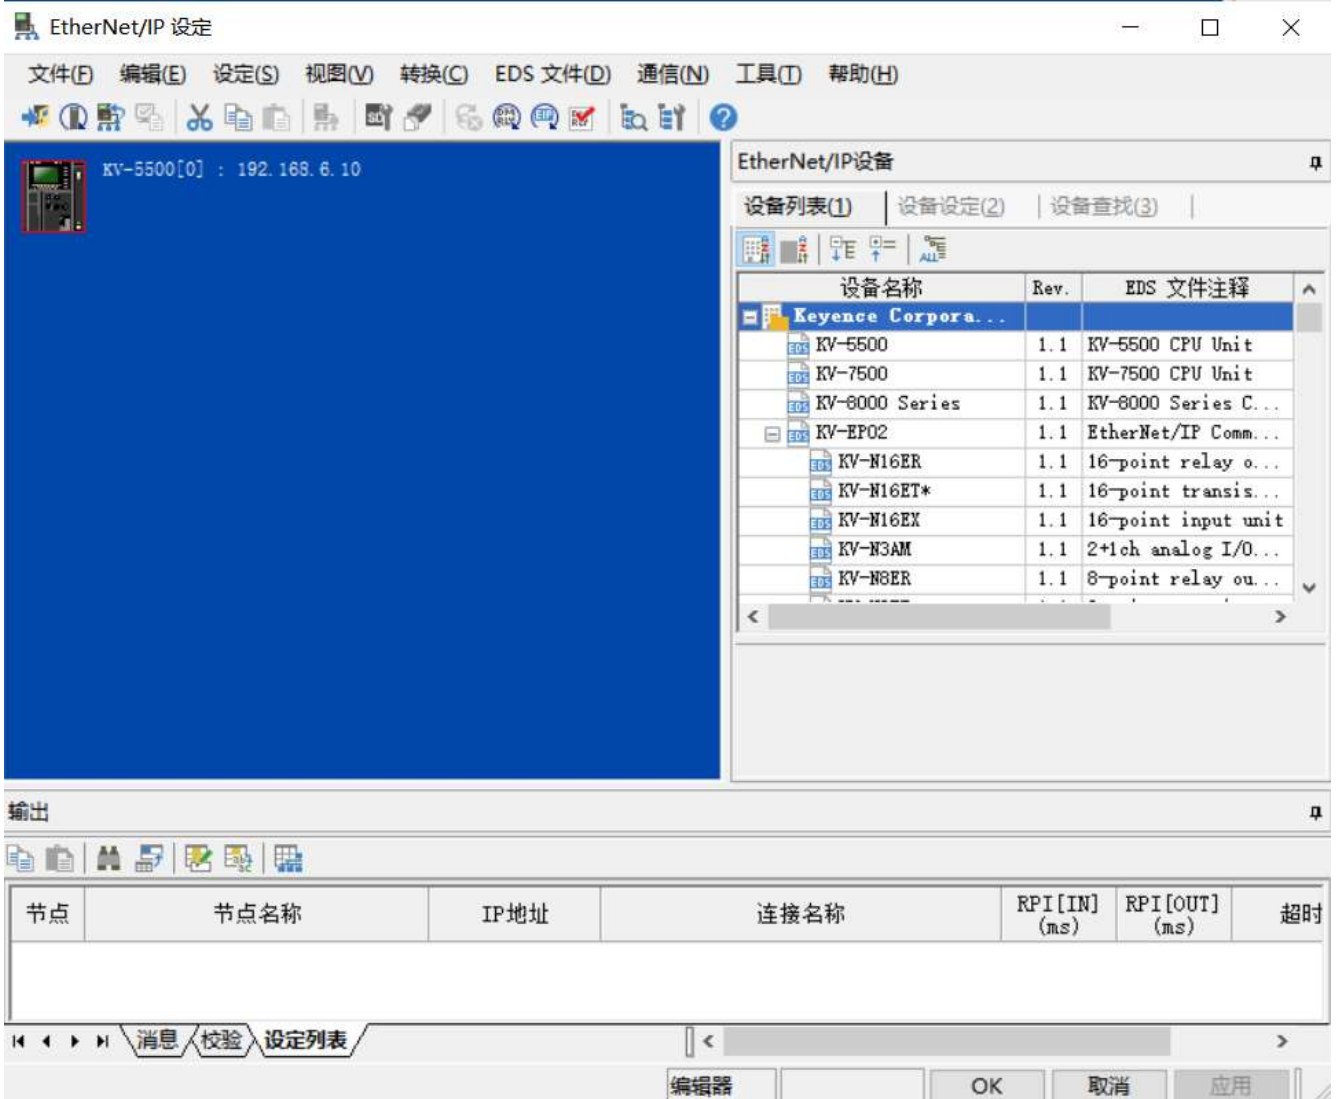 EtherNet/IP 设定
文件(F) 编辑(E) 设定(S) 视图(V) 转换(C) EDS 文件(D) 通信(N) 工具(T) 帮助(H)
KV-5500[0] : 192.168.6.10
EtherNet/IP设备
设备列表(1) 设备设定(2) 设备查找(3)
设备名称 Rev. EDS 文件注释
Keyence Corpora...
KV-5500 1.1 KV-5500 CPU Unit
KV-7500 1.1 KV-7500 CPU Unit
KV-8000 Series 1.1 KV-8000 Series C...
KV-EP02 1.1 EtherNet/IP Comm...
KV-N16ER 1.1 16-point relay o...
KV-N16ET* 1.1 16-point transis...
KV-N16EX 1.1 16-point input unit
KV-N3AM 1.1 2+1ch analog I/O...
KV-N8ER 1.1 8-point relay ou...
输出
节点 节点名称 IP地址 连接名称 RPI[IN] (ms) RPI[OUT] (ms) 超时
消息 校验 设定列表
编辑器 OK 取消 应用